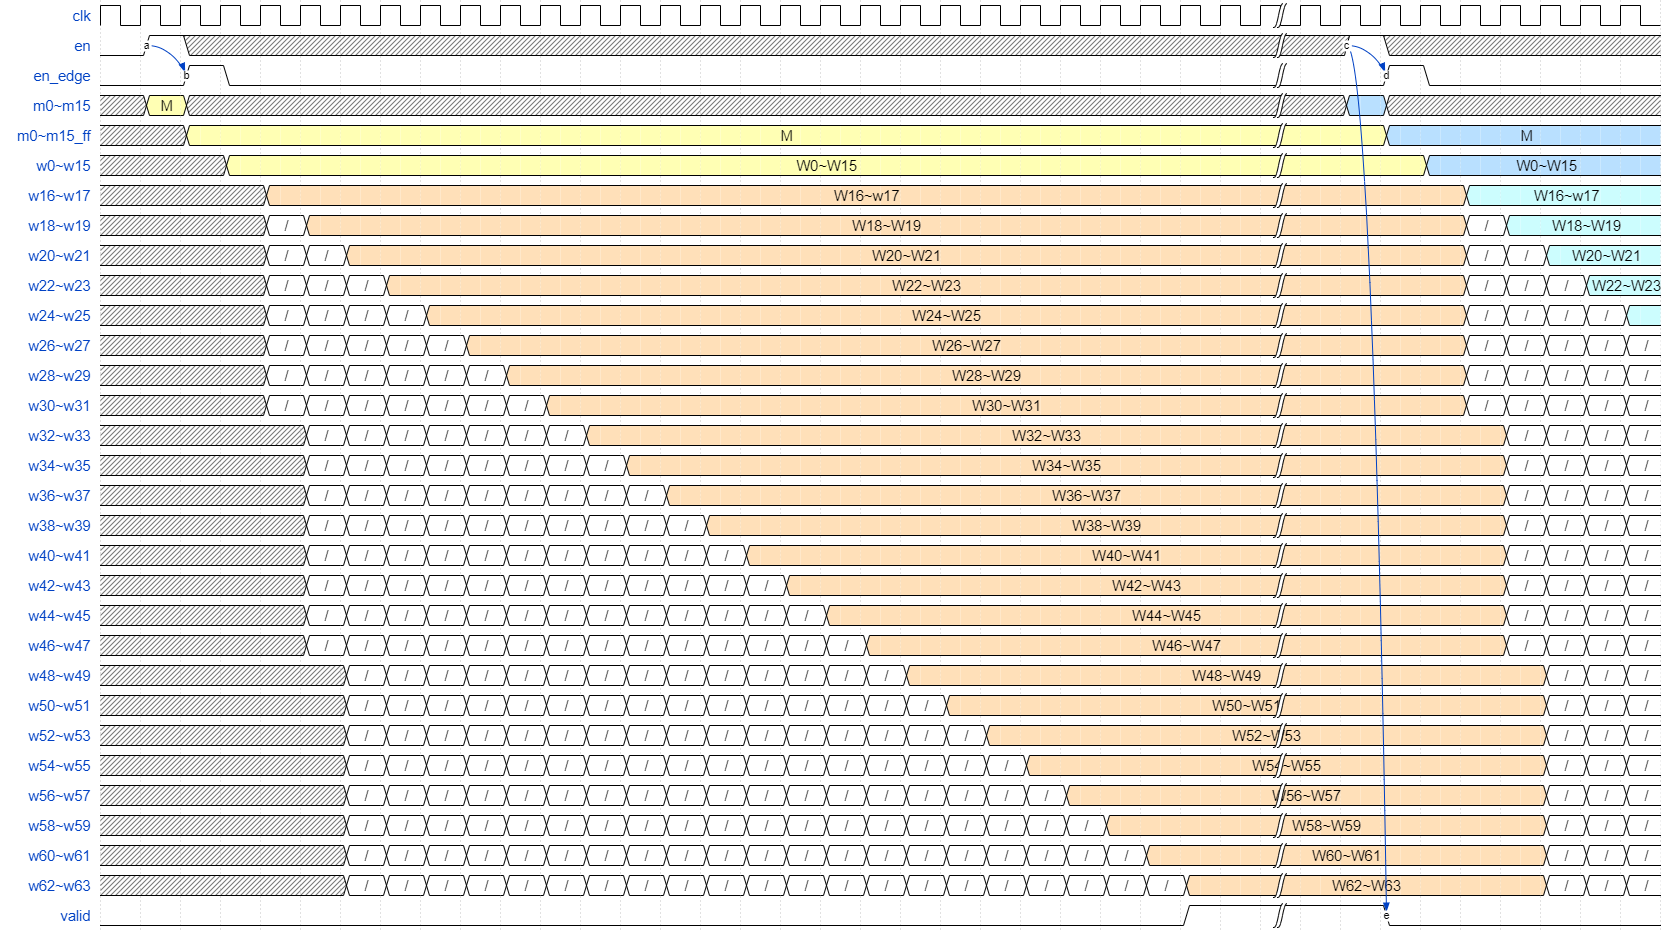 clk
en a c
en_edge b d
m0~m15 M
m0~m15_ff M M
w0~w15 W0~W15 W0~W15
w16~w17 W16~w17 W16~w17
w18~w19 / W18~W19 / W18~W19
w20~w21 / / W20~W21 / / W20~W21
w22~w23 / / / W22~W23 / / / W22~W23
w24~w25 / / / / W24~W25 / / / /
w26~w27 / / / / / W26~W27 / / / / /
w28~w29 / / / / / / W28~W29 / / / / /
w30~w31 / / / / / / / W30~W31 / / / / /
w32~w33 / / / / / / / W32~W33 / / / /
w34~w35 / / / / / / / / W34~W35 / / / /
w36~w37 / / / / / / / / / W36~W37 / / / /
w38~w39 / / / / / / / / / / W38~W39 / / / /
w40~w41 / / / / / / / / / / / W40~W41 / / / /
w42~w43 / / / / / / / / / / / / W42~W43 / / / /
w44~w45 / / / / / / / / / / / / / W44~W45 / / / /
w46~w47 / / / / / / / / / / / / / / W46~W47 / / / /
w48~w49 / / / / / / / / / / / / / / W48~W49 / / /
w50~w51 / / / / / / / / / / / / / / / W50~W51 / / /
w52~w53 / / / / / / / / / / / / / / / / W52~W53 / / /
w54~w55 / / / / / / / / / / / / / / / / / W54~W55 / / /
w56~w57 / / / / / / / / / / / / / / / / / / W56~W57 / / /
w58~w59 / / / / / / / / / / / / / / / / / / / W58~W59 / / /
w60~w61 / / / / / / / / / / / / / / / / / / / / W60~W61 / / /
w62~w63 / / / / / / / / / / / / / / / / / / / / / W62~W63 / / /
valid e